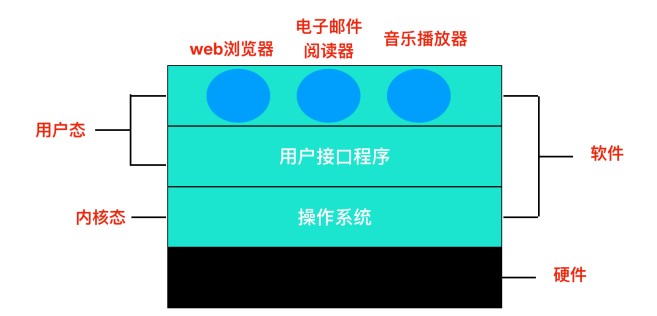 web浏览器
电子邮件
阅读器
音乐播放器
用户态
用户接口程序
软件
内核态
操作系统
硬件